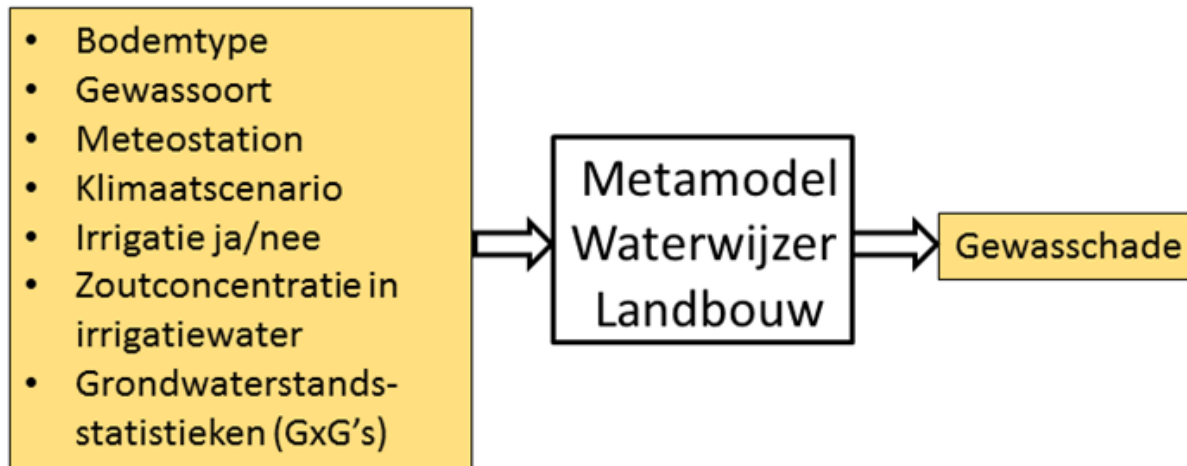 • Bodemtype
• Gewassoort
• Meteostation
• Klimaatscenario
• Irrigatie ja/nee
• Zoutconcentratie in
irrigatiewater
• Grondwaterstands-
statistieken (GxG's)
Metamodel
Waterwijzer
Landbouw
Gewasschade